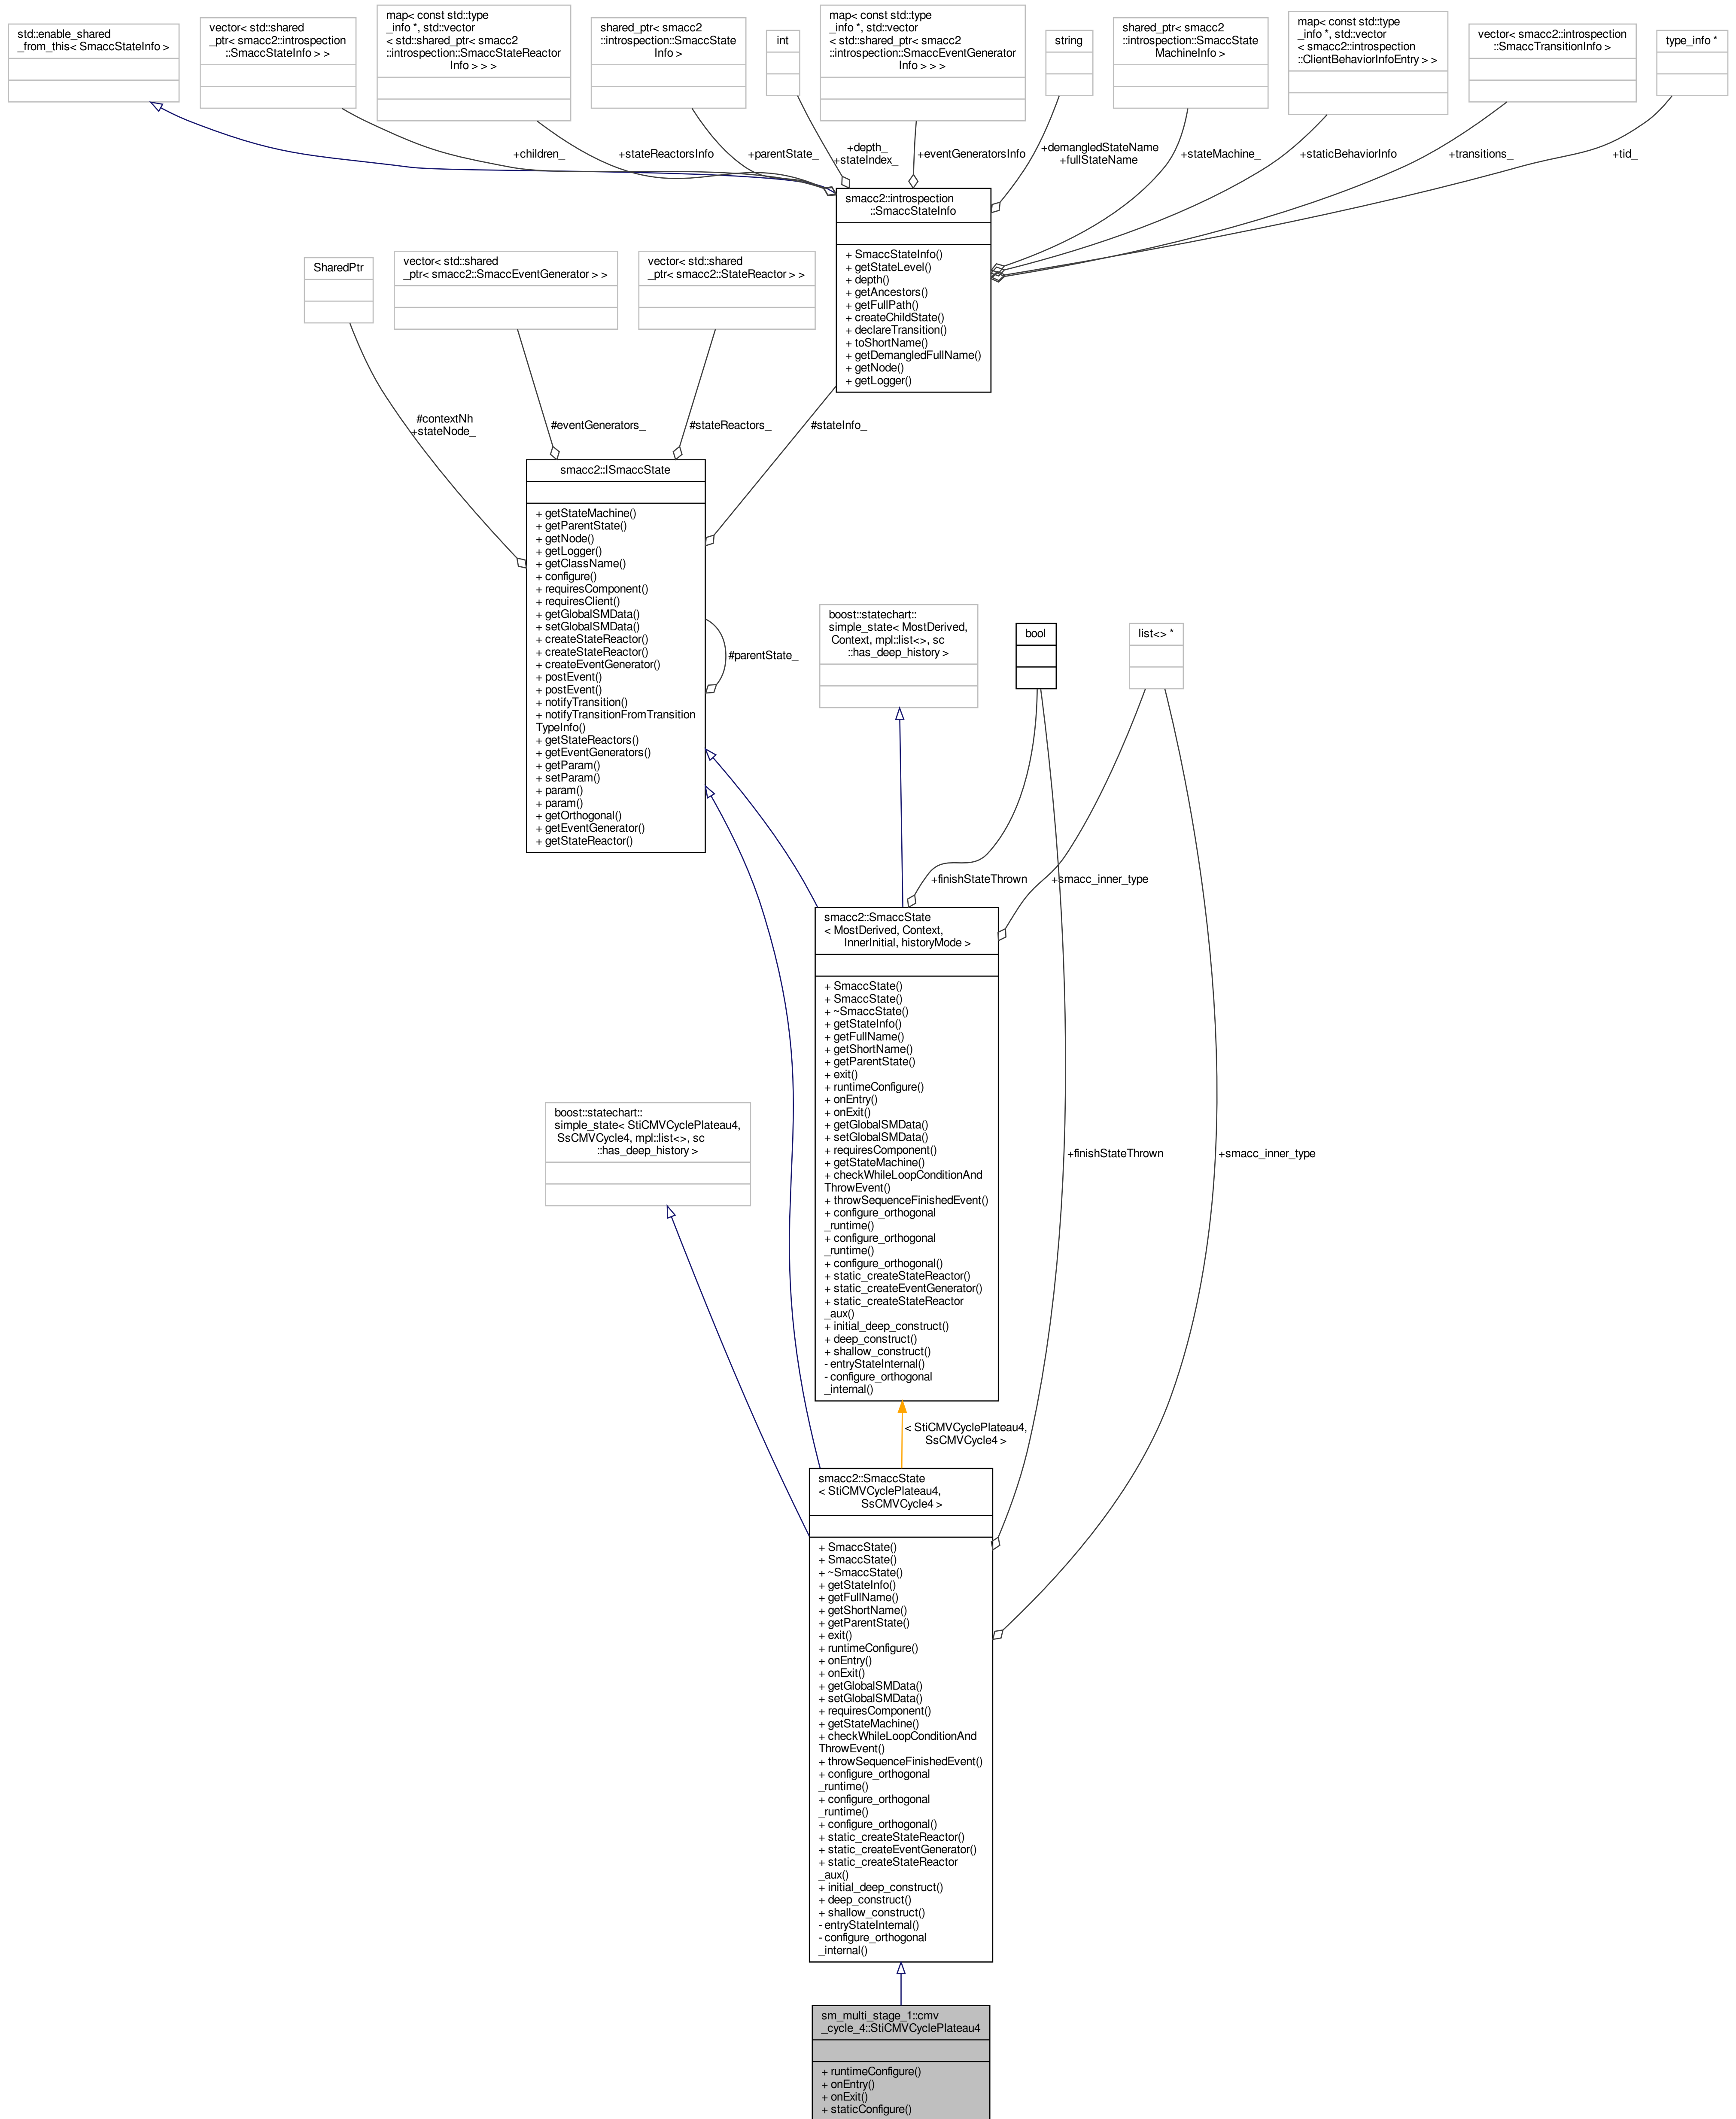 std::enable_shared
_from_this< SmaccStateInfo >
vector< std::shared
_ptr< smacc2::introspection
::SmaccStateInfo > >
map< const std::type
_info *, std::vector
< std::shared_ptr< smacc2
::introspection::SmaccStateReactor
Info > > >
shared_ptr< smacc2
::introspection::SmaccState
Info >
int
map< const std::type
_info *, std::vector
< std::shared_ptr< smacc2
::introspection::SmaccEventGenerator
Info > > >
string
shared_ptr< smacc2
::introspection::SmaccState
MachineInfo >
map< const std::type
_info *, std::vector
< smacc2::introspection
::ClientBehaviorInfoEntry > >
vector< smacc2::introspection
::SmaccTransitionInfo >
type_info *
+children_
+stateReactorsInfo
+parentState_
+depth_
+stateIndex_
+eventGeneratorsInfo
+demangledStateName
+fullStateName
+stateMachine_
+staticBehaviorInfo
+transitions_
+tid_
smacc2::introspection
::SmaccStateInfo
+ SmaccStateInfo()
+ getStateLevel()
+ depth()
+ getAncestors()
+ getFullPath()
+ createChildState()
+ declareTransition()
+ toShortName()
+ getDemangledFullName()
+ getNode()
+ getLogger()
SharedPtr
vector< std::shared
_ptr< smacc2::SmaccEventGenerator > >
vector< std::shared
_ptr< smacc2::StateReactor > >
#contextNh
+stateNode_
#eventGenerators_
#stateReactors_
#stateInfo_
smacc2::ISmaccState
+ getStateMachine()
+ getParentState()
+ getNode()
+ getLogger()
+ getClassName()
+ configure()
+ requiresComponent()
+ requiresClient()
+ getGlobalSMData()
+ setGlobalSMData()
+ createStateReactor()
+ createStateReactor()
+ createEventGenerator()
+ postEvent()
+ postEvent()
+ notifyTransition()
+ notifyTransitionFromTransition
TypeInfo()
+ getStateReactors()
+ getEventGenerators()
+ getParam()
+ setParam()
+ param()
+ param()
+ getOrthogonal()
+ getEventGenerator()
+ getStateReactor()
#parentState_
boost::statechart::
simple_state< MostDerived,
Context, mpl::list<>, sc
::has_deep_history >
bool
list<> *
+finishStateThrown
+smacc_inner_type
smacc2::SmaccState
< MostDerived, Context,
InnerInitial, historyMode >
+ SmaccState()
+ SmaccState()
+ ~SmaccState()
+ getStateInfo()
+ getFullName()
+ getShortName()
+ getParentState()
+ exit()
+ runtimeConfigure()
+ onEntry()
+ onExit()
+ getGlobalSMData()
+ setGlobalSMData()
+ requiresComponent()
+ getStateMachine()
+ checkWhileLoopConditionAnd
ThrowEvent()
+ throwSequenceFinishedEvent()
+ configure_orthogonal
_runtime()
+ configure_orthogonal
_runtime()
+ configure_orthogonal()
+ static_createStateReactor()
+ static_createEventGenerator()
+ static_createStateReactor
_aux()
+ initial_deep_construct()
+ deep_construct()
+ shallow_construct()
- entryStateInternal()
- configure_orthogonal
_internal()
boost::statechart::
simple_state< StiCMVCyclePlateau4,
SsCMVCycle4, mpl::list<>, sc
::has_deep_history >
+finishStateThrown
+smacc_inner_type
< StiCMVCyclePlateau4,
SsCMVCycle4 >
smacc2::SmaccState
< StiCMVCyclePlateau4,
SsCMVCycle4 >
+ SmaccState()
+ SmaccState()
+ ~SmaccState()
+ getStateInfo()
+ getFullName()
+ getShortName()
+ getParentState()
+ exit()
+ runtimeConfigure()
+ onEntry()
+ onExit()
+ getGlobalSMData()
+ setGlobalSMData()
+ requiresComponent()
+ getStateMachine()
+ checkWhileLoopConditionAnd
ThrowEvent()
+ throwSequenceFinishedEvent()
+ configure_orthogonal
_runtime()
+ configure_orthogonal
_runtime()
+ configure_orthogonal()
+ static_createStateReactor()
+ static_createEventGenerator()
+ static_createStateReactor
_aux()
+ initial_deep_construct()
+ deep_construct()
+ shallow_construct()
- entryStateInternal()
- configure_orthogonal
_internal()
sm_multi_stage_1::cmv
_cycle_4::StiCMVCyclePlateau4
+ runtimeConfigure()
+ onEntry()
+ onExit()
+ staticConfigure()